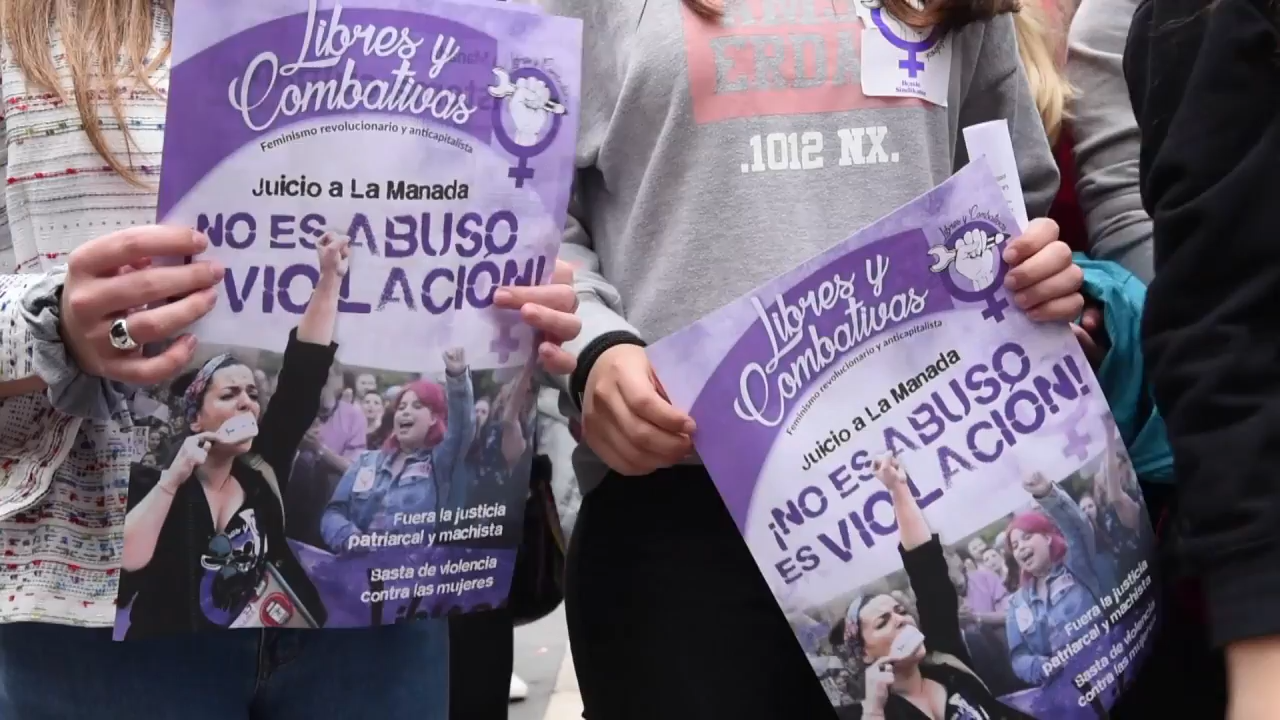 Libres y
Combativas
Feminismo revolucionario y anticapitalista
Juicio a La Manada
NO ES ABUSO
VIOLACIÓN!
Fuera la justicia
patriarcal y machista
Basta de violencia
contra las mujeres
.1012 NX.
Libres y Combativas
Libres y
Combativas
Feminismo revolucionario y anticapitalista
Juicio a La Manada
¡NO ES ABUSO
ES VIOLACIÓN!
Fuera la justicia
patriarcal y machista
Basta de violencia
contra las mujeres